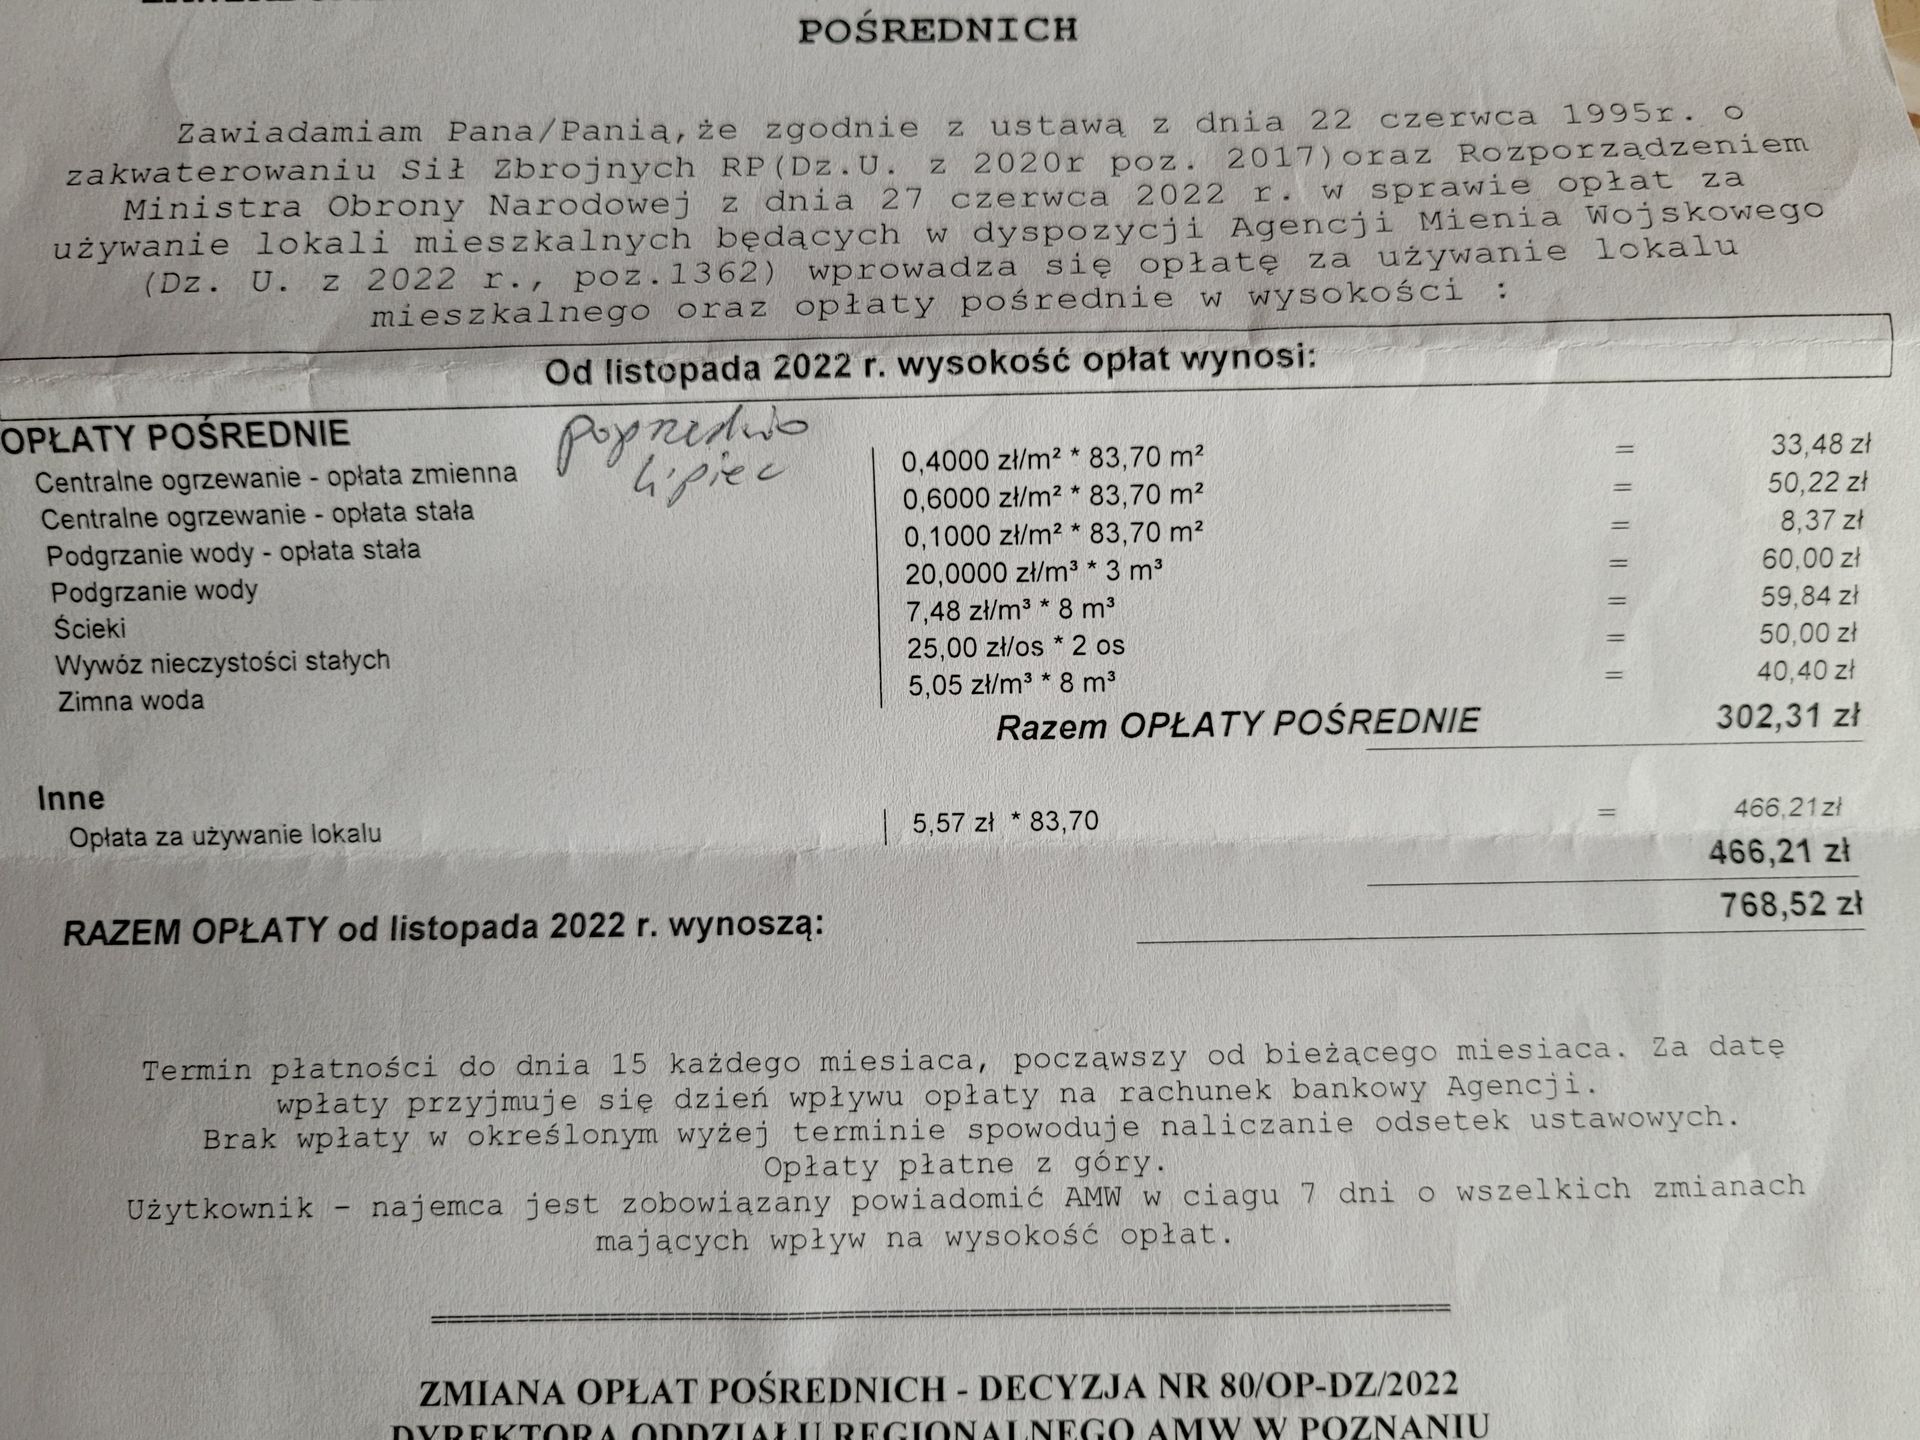 POŚREDNICH
Zawiadamiam Pana/Panią,że zgodnie z ustawą z dnia 22 czerwca 1995r. o
zakwaterowaniu Sił Zbrojnych RP(Dz.U. z 2020r poz. 2017)oraz Rozporządzeniem
Ministra Obrony Narodowej z dnia 27 czerwca 2022 r. w sprawie opłat za
używanie lokali mieszkalnych będących w dyspozycji Agencji Mienia Wojskowego
(Dz. U. z 2022 r., poz.1362) wprowadza się opłatę za używanie lokalu
mieszkalnego oraz opłaty pośrednie w wysokości :
Od listopada 2022 r. wysokość opłat wynosi:
OPŁATY POŚREDNIE
poprzednio
lipiec
Centralne ogrzewanie - opłata zmienna 0,4000 zł/m² * 83,70 m² = 33,48 zł
Centralne ogrzewanie - opłata stała 0,6000 zł/m² * 83,70 m² = 50,22 zł
Podgrzanie wody - opłata stała 0,1000 zł/m² * 83,70 m² = 8,37 zł
Podgrzanie wody 20,0000 zł/m³ * 3 m³ = 60,00 zł
Ścieki 7,48 zł/m³ * 8 m³ = 59,84 zł
Wywóz nieczystości stałych 25,00 zł/os * 2 os = 50,00 zł
Zimna woda 5,05 zł/m³ * 8 m³ = 40,40 zł
Razem OPŁATY POŚREDNIE 302,31 zł
Inne
Opłata za używanie lokalu 5,57 zł * 83,70 = 466,21 zł
466,21 zł
RAZEM OPŁATY od listopada 2022 r. wynoszą: 768,52 zł
Termin płatności do dnia 15 każdego miesiaca, począwszy od bieżącego miesiaca. Za datę
wpłaty przyjmuje się dzień wpływu opłaty na rachunek bankowy Agencji.
Brak wpłaty w określonym wyżej terminie spowoduje naliczanie odsetek ustawowych.
Opłaty płatne z góry.
Użytkownik - najemca jest zobowiązany powiadomić AMW w ciagu 7 dni o wszelkich zmianach
mających wpływ na wysokość opłat.
ZMIANA OPŁAT POŚREDNICH - DECYZJA NR 80/OP-DZ/2022
DYREKTORA ODDZIAŁU REGIONALNEGO AMW W POZNANIU